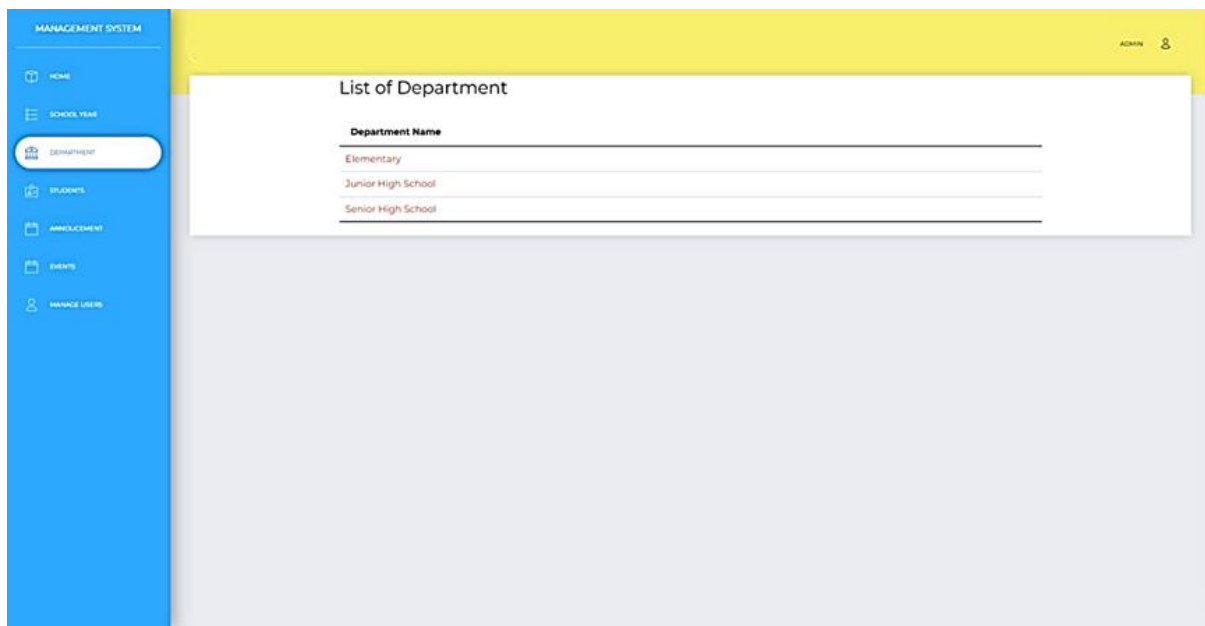 MANAGEMENT SYSTEM
HOME
SCHOOL YEAR
DEPARTMENT
STUDENTS
ANNOUCEMENT
EVENTS
MANAGE USERS
ADMIN
List of Department
Department Name
Elementary
Junior High School
Senior High School